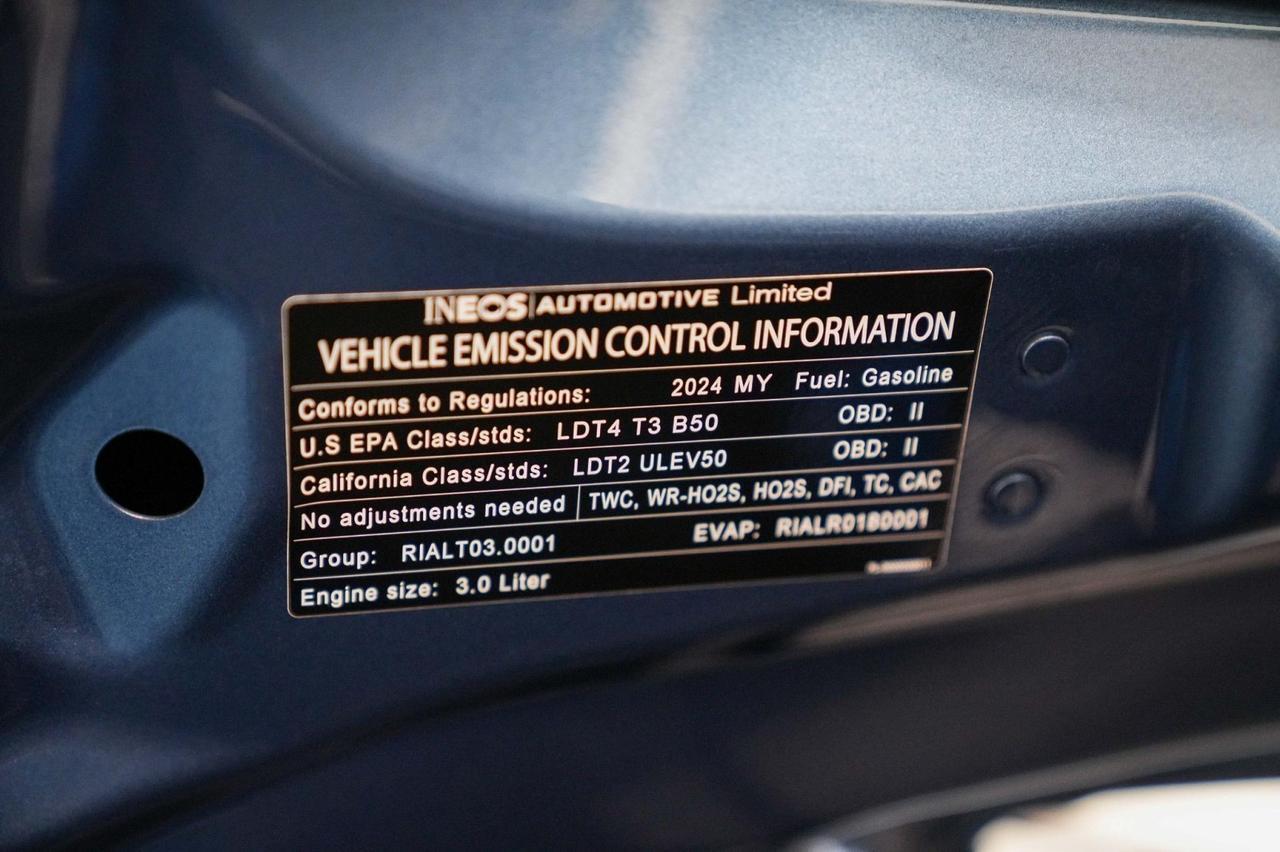 INEOS AUTOMOTIVE Limited
VEHICLE EMISSION CONTROL INFORMATION
Conforms to Regulations: 2024 MY Fuel: Gasoline
U.S EPA Class/stds: LDT4 T3 B50 OBD: II
California Class/stds: LDT2 ULEV50 OBD: II
No adjustments needed TWC, WR-HO2S, HO2S, DFI, TC, CAC
Group: RIALT03.0001 EVAP: RIALR0180DD1
Engine size: 3.0 Liter